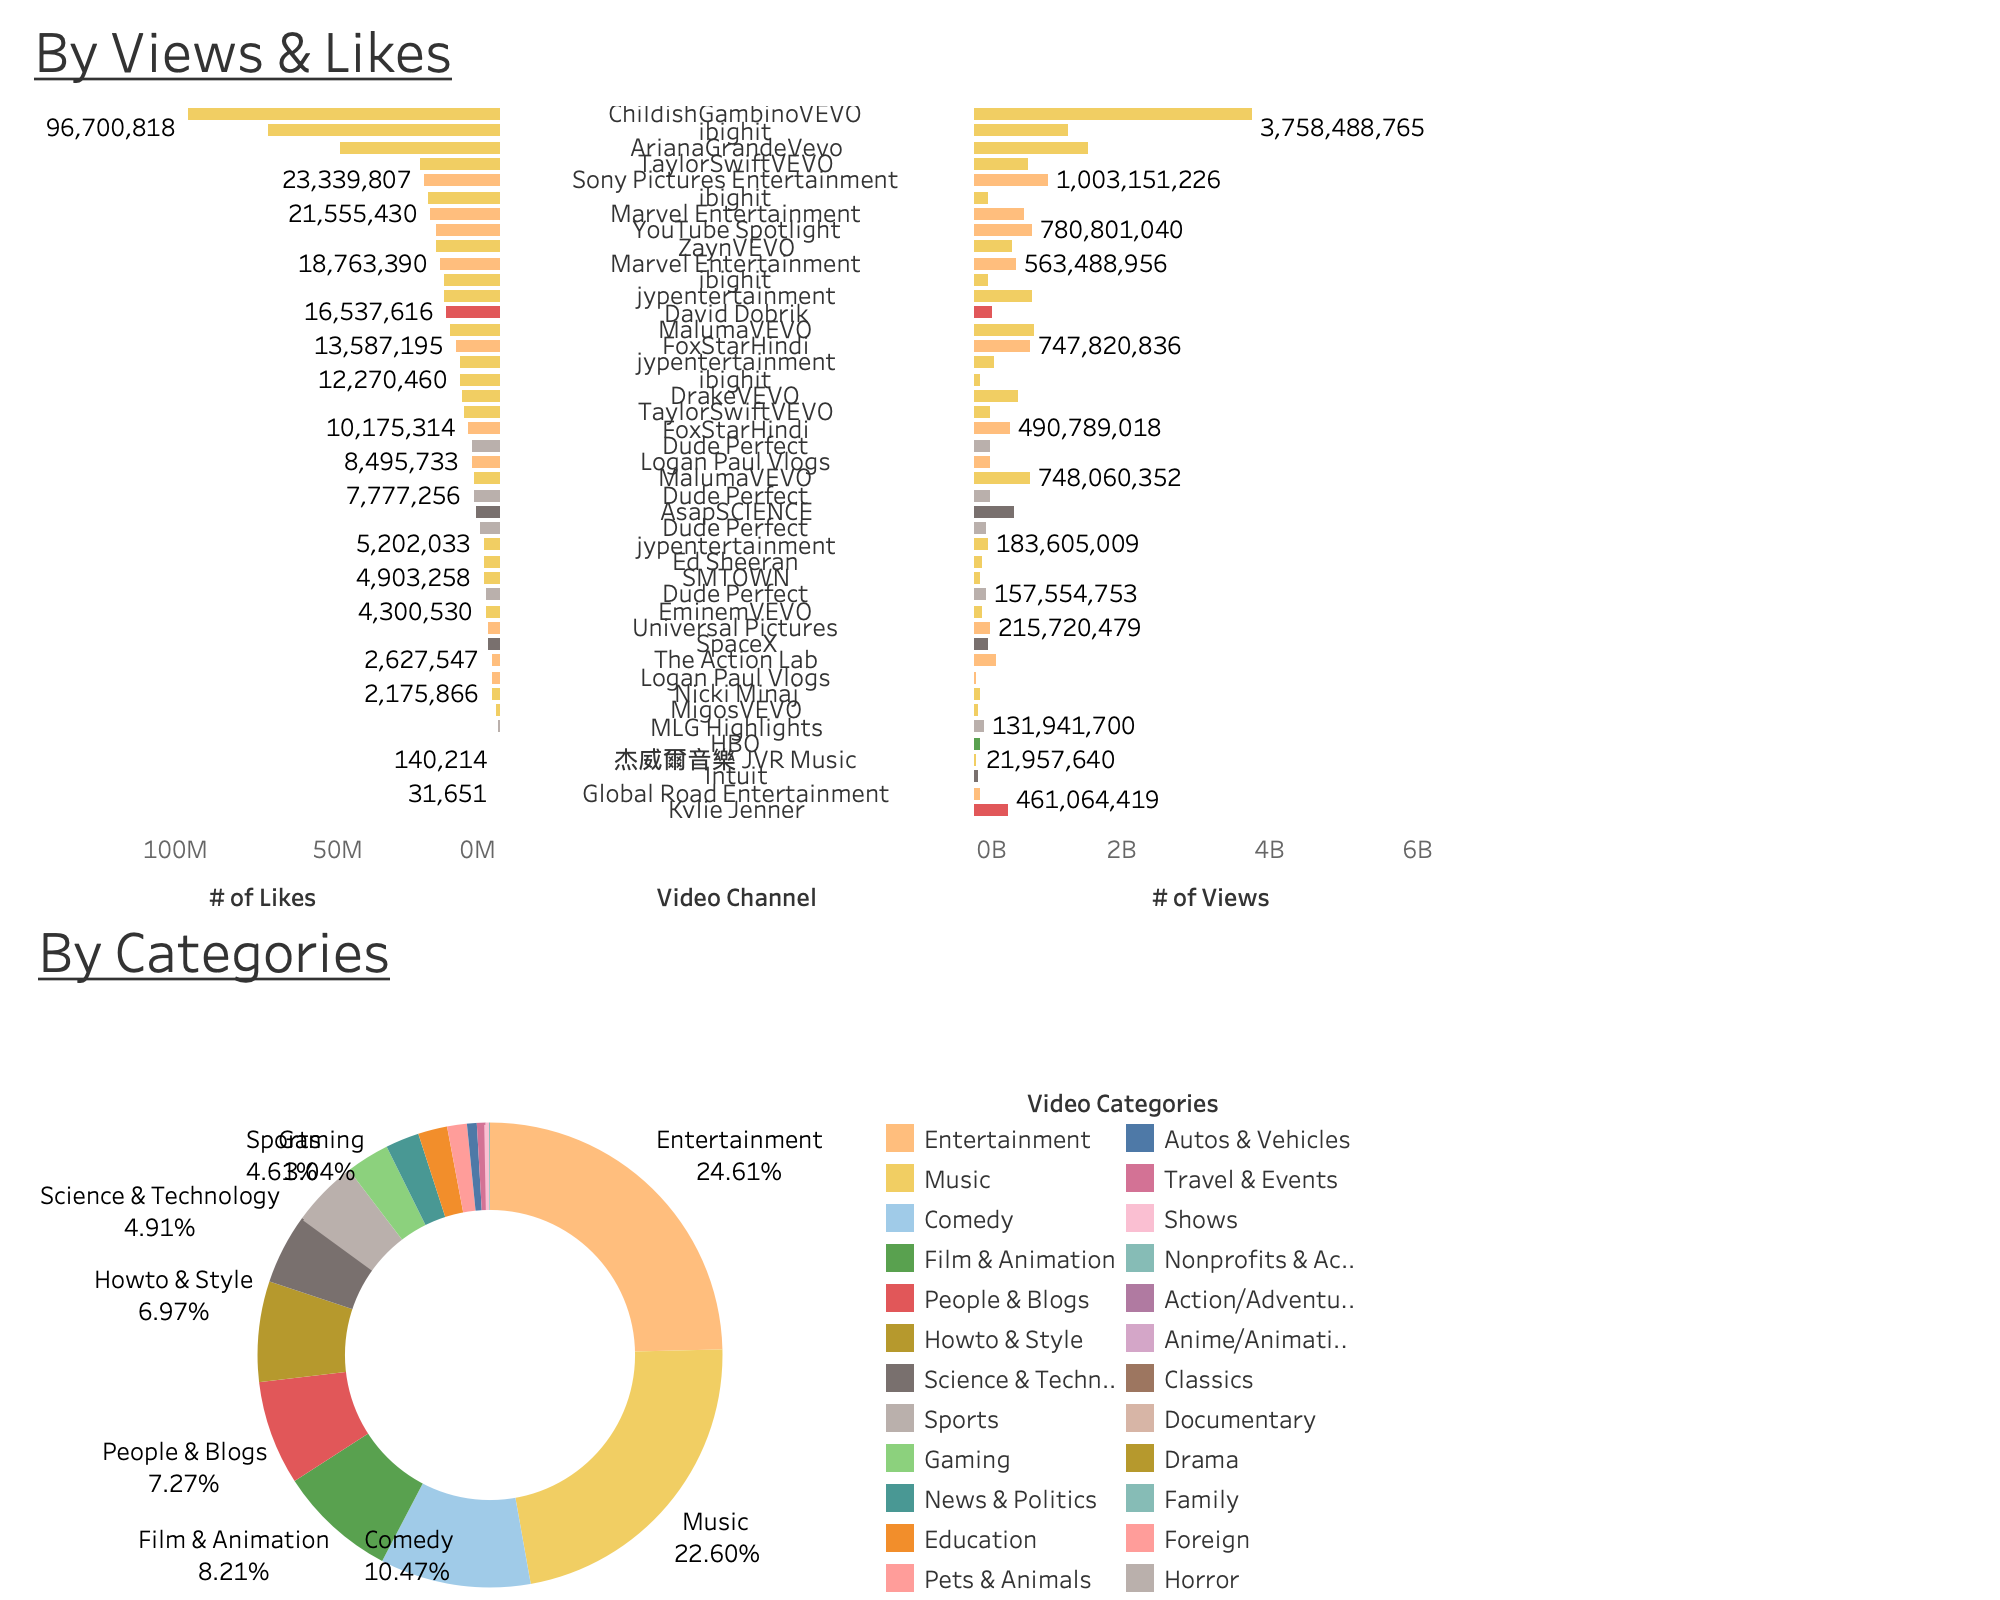 By Views & Likes
ChildishGambinoVEVO
96,700,818 ibighit 3,758,488,765
ArianaGrandeVevo
TaylorSwiftVEVO
23,339,807 Sony Pictures Entertainment 1,003,151,226
ibighit
21,555,430 Marvel Entertainment
YouTube Spotlight 780,801,040
ZaynVEVO
18,763,390 Marvel Entertainment 563,488,956
ibighit
jypentertainment
16,537,616 David Dobrik
MalumaVEVO
13,587,195 FoxStarHindi 747,820,836
jypentertainment
12,270,460 ibighit
DrakeVEVO
TaylorSwiftVEVO
10,175,314 FoxStarHindi 490,789,018
Dude Perfect
8,495,733 Logan Paul Vlogs
MalumaVEVO 748,060,352
7,777,256 Dude Perfect
AsapSCIENCE
Dude Perfect
5,202,033 jypentertainment 183,605,009
Ed Sheeran
4,903,258 SMTOWN
Dude Perfect 157,554,753
4,300,530 EminemVEVO
Universal Pictures 215,720,479
SpaceX
2,627,547 The Action Lab
Logan Paul Vlogs
2,175,866 Nicki Minaj
MigosVEVO
MLG Highlights 131,941,700
HBO
140,214 杰威爾音樂 JVR Music 21,957,640
Intuit
31,651 Global Road Entertainment 461,064,419
Kylie Jenner
100M 50M 0M 0B 2B 4B 6B
# of Likes Video Channel # of Views
By Categories
Video Categories
Sports Gaming Entertainment
4.61% 3.04% 24.61%
Science & Technology
4.91%
Howto & Style
6.97%
People & Blogs
7.27%
Film & Animation Comedy
8.21% 10.47%
Music
22.60%
Entertainment Autos & Vehicles
Music Travel & Events
Comedy Shows
Film & Animation Nonprofits & Ac..
People & Blogs Action/Adventu..
Howto & Style Anime/Animati..
Science & Techn.. Classics
Sports Documentary
Gaming Drama
News & Politics Family
Education Foreign
Pets & Animals Horror